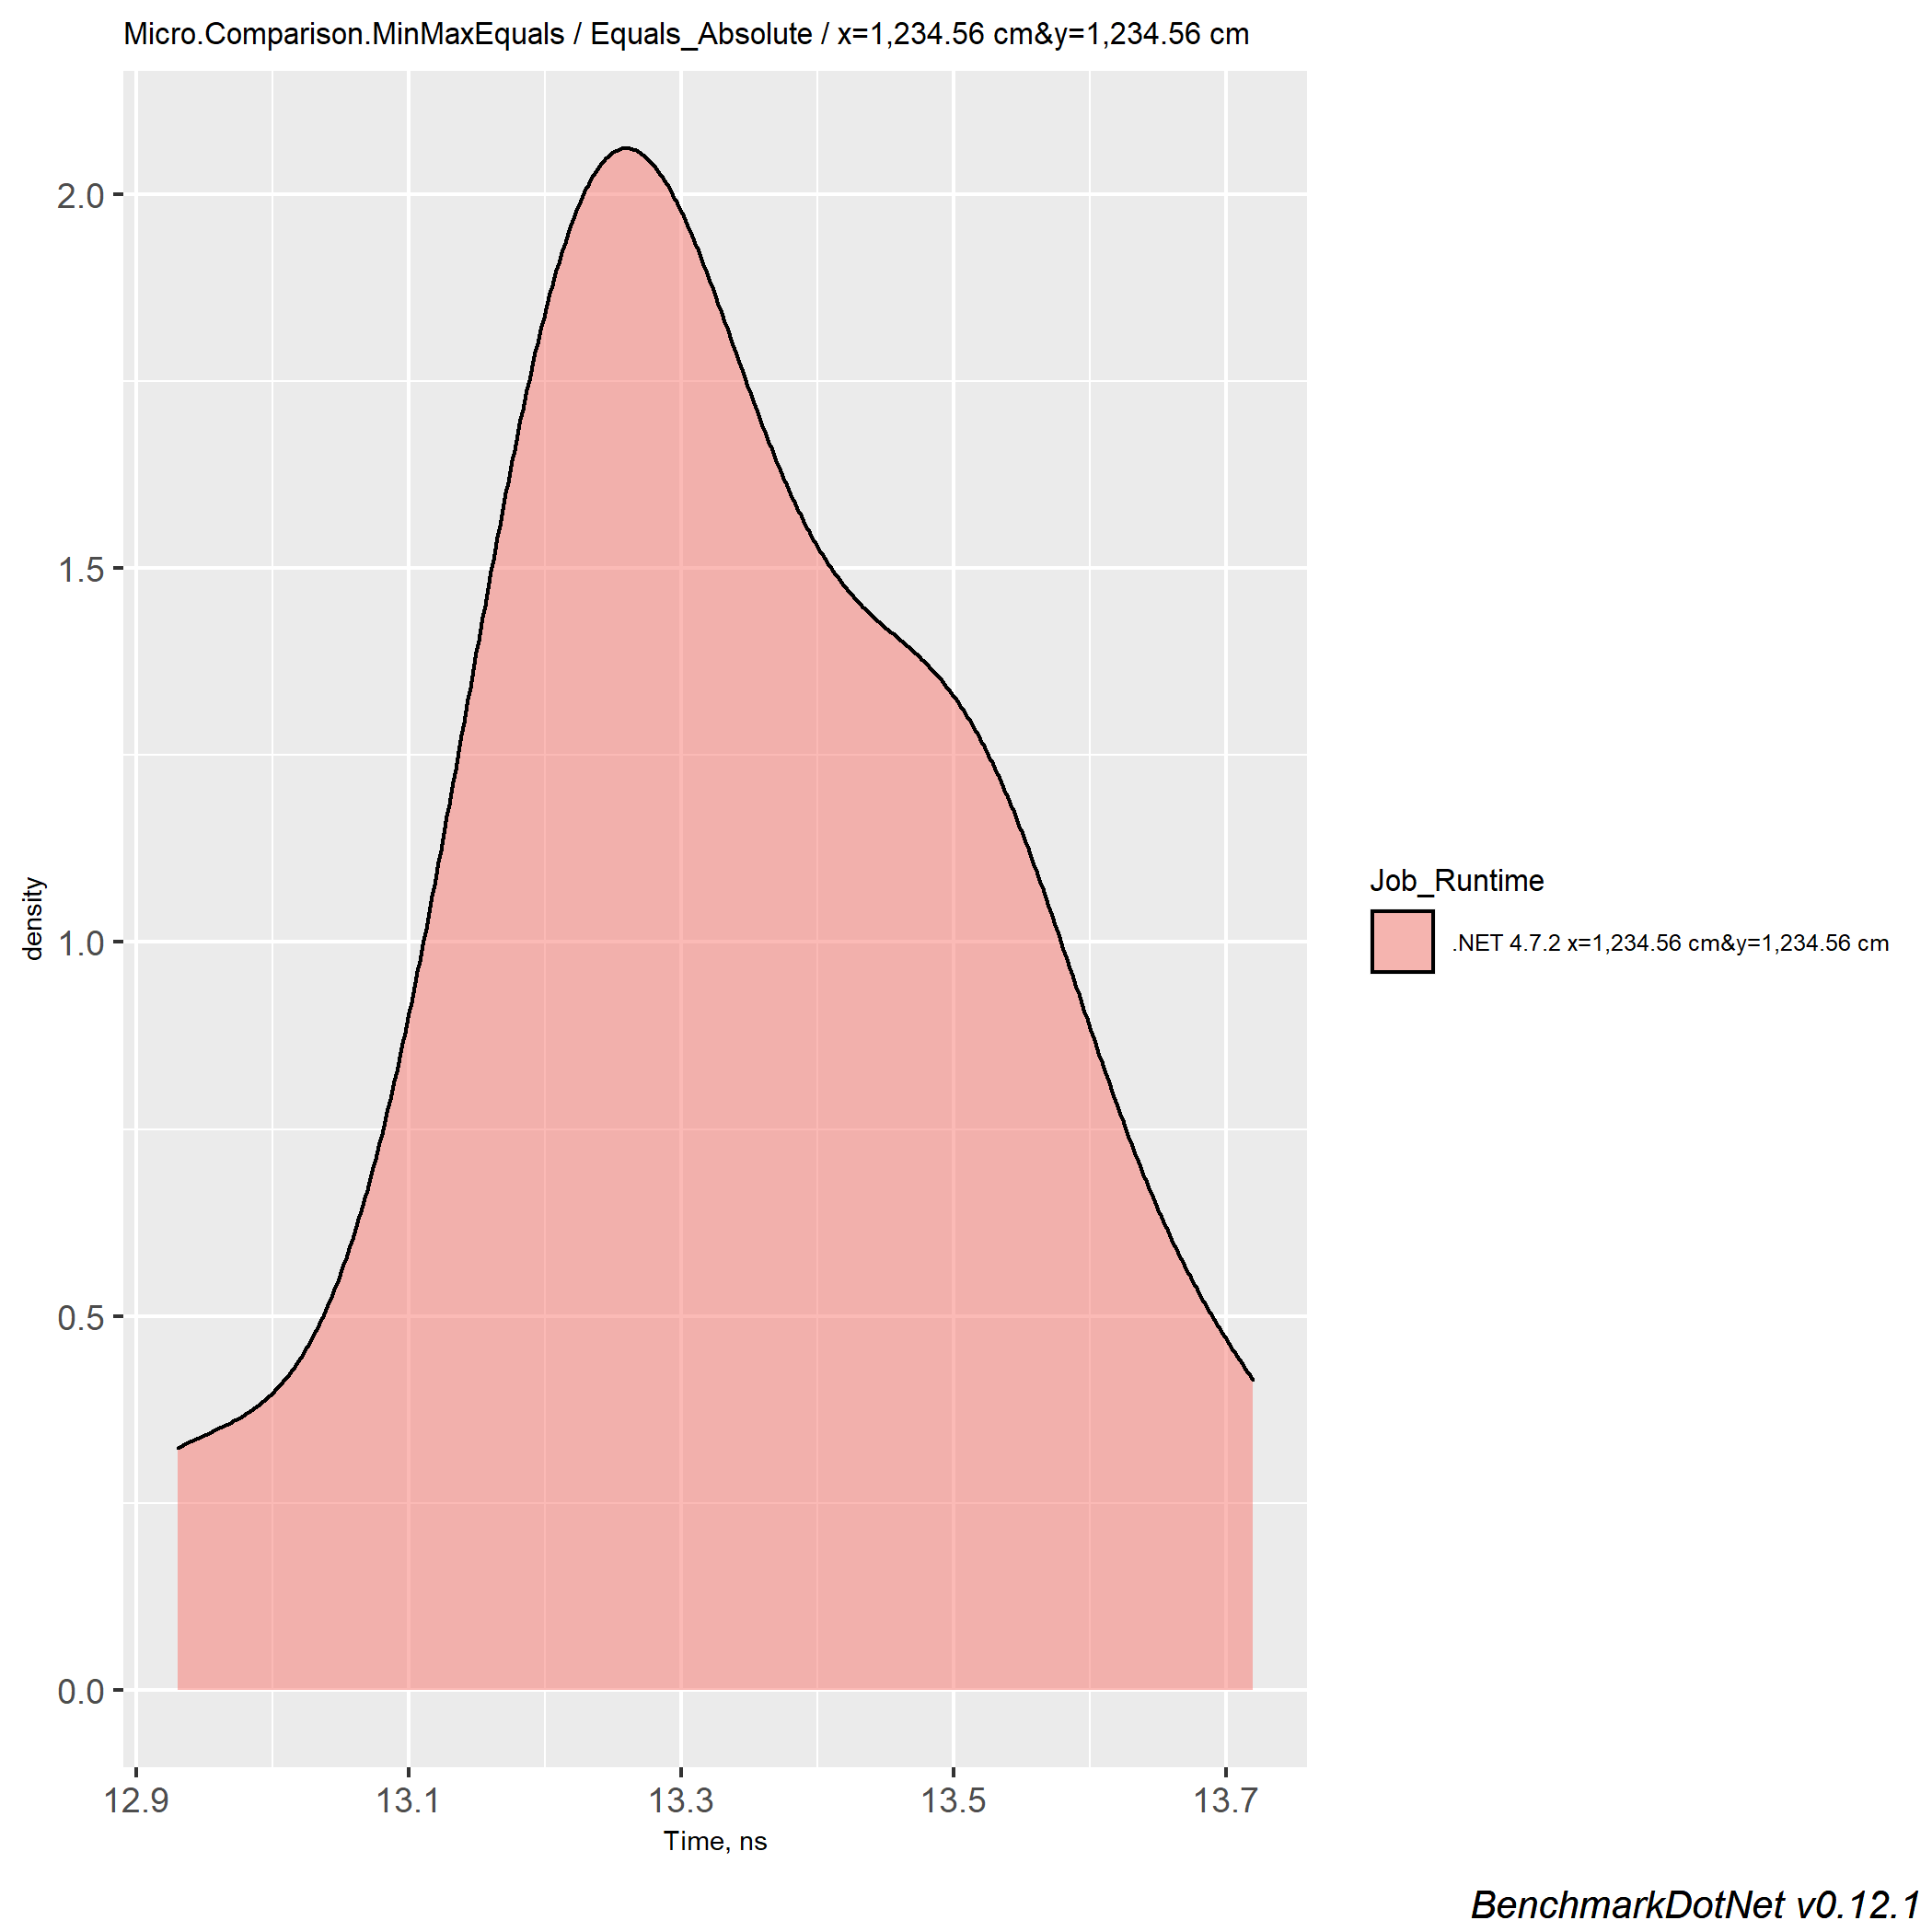 Micro.Comparison.MinMaxEquals / Equals_Absolute / x=1,234.56 cm&y=1,234.56 cm
2.0
1.5
1.0
0.5
0.0
density
12.9 13.1 13.3 13.5 13.7
Time, ns
Job_Runtime
.NET 4.7.2 x=1,234.56 cm&y=1,234.56 cm
BenchmarkDotNet v0.12.1